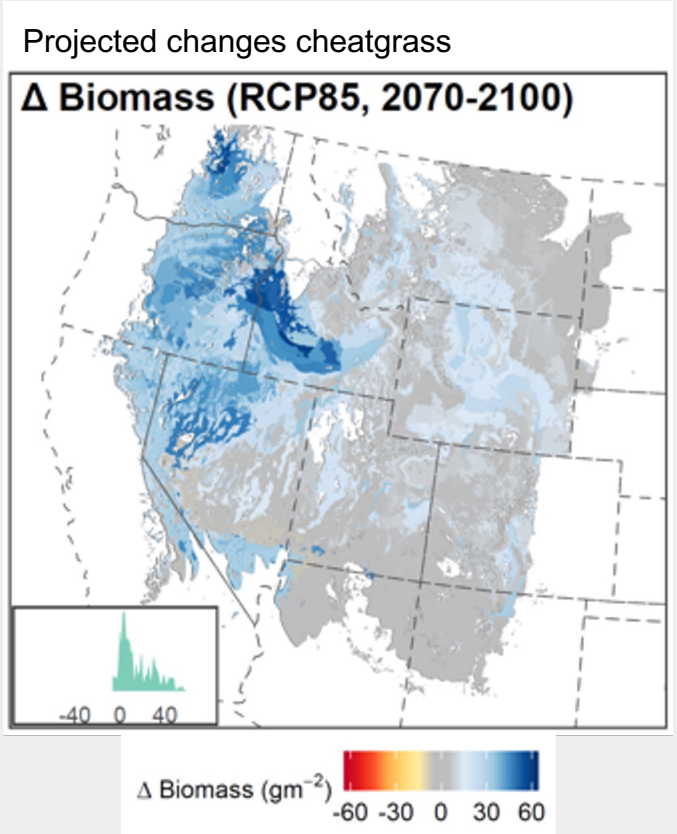 Projected changes cheatgrass
Δ Biomass (RCP85, 2070-2100)
-40 0 40
Δ Biomass (gm⁻²)
-60 -30 0 30 60